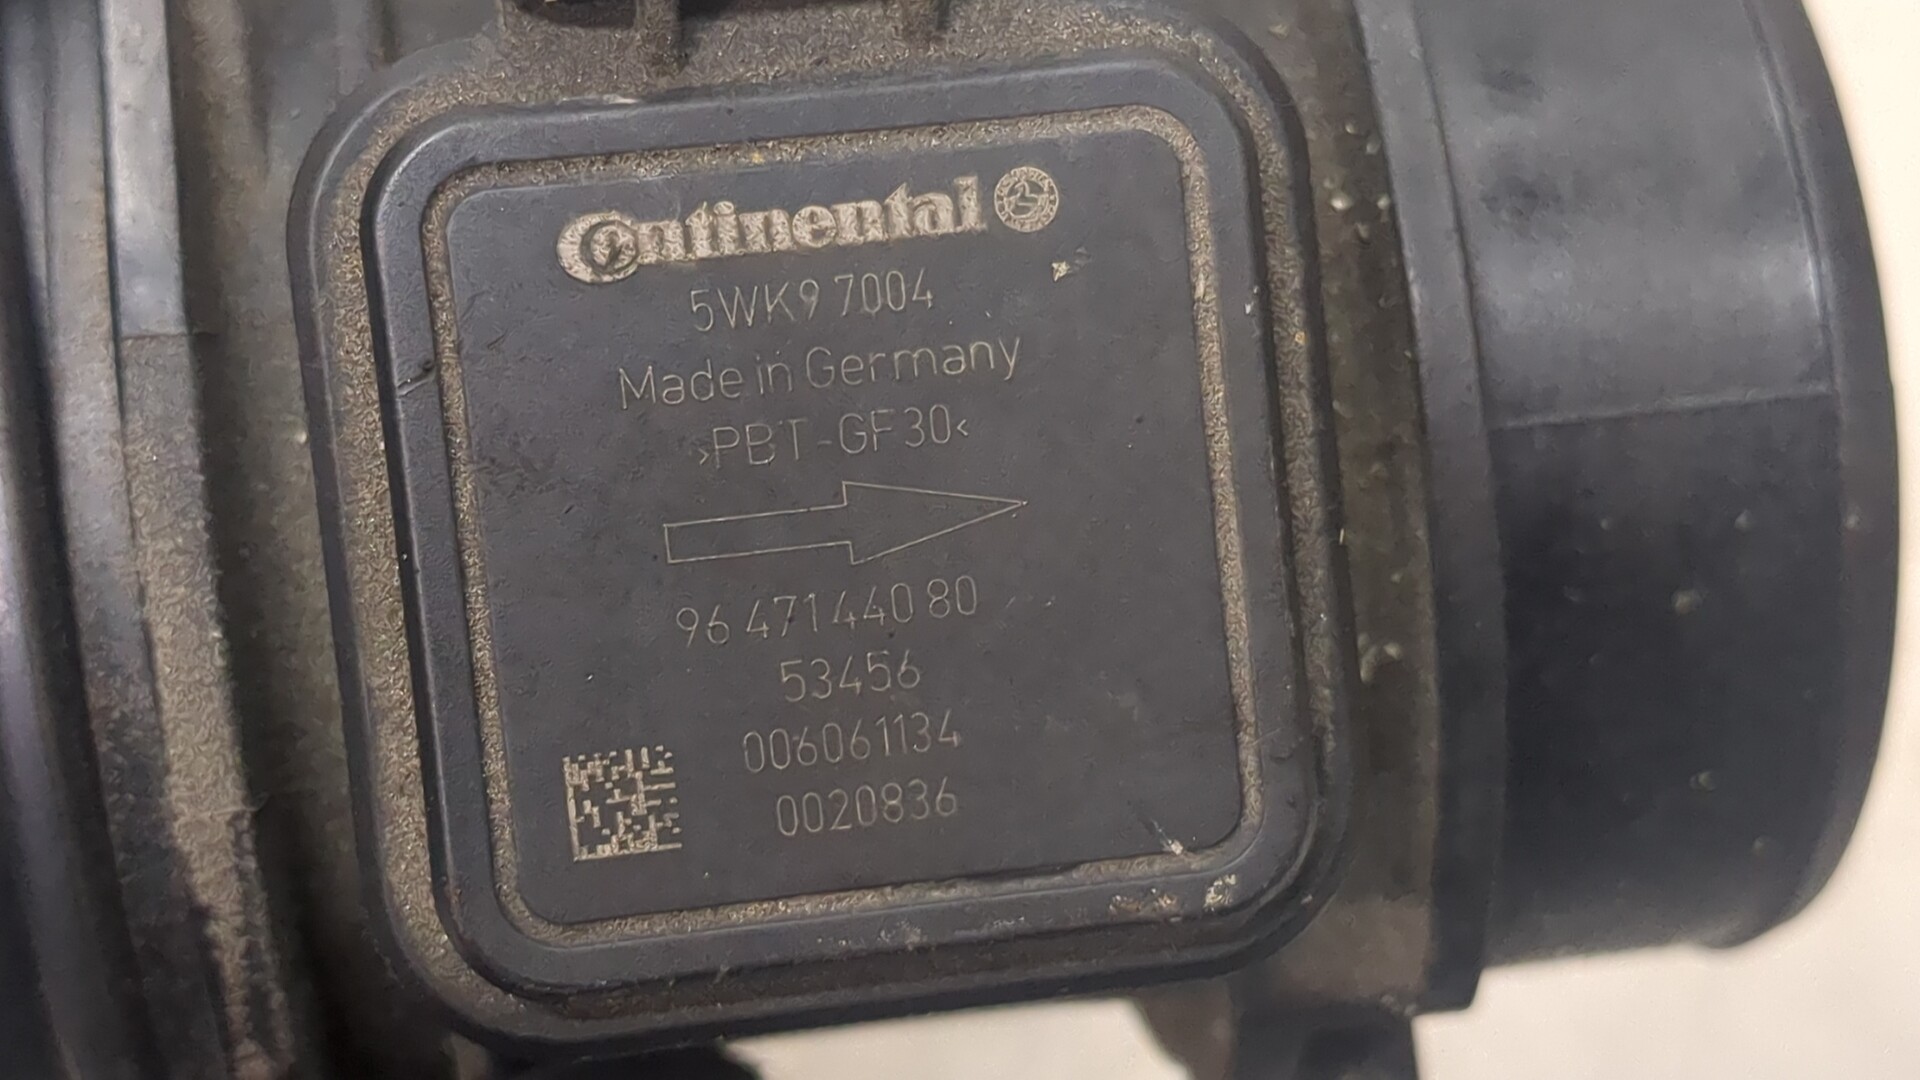 Continental
5WK9 7004
Made in Germany
>PBT-GF30<
96 471 440 80
53456
006061134
0020836